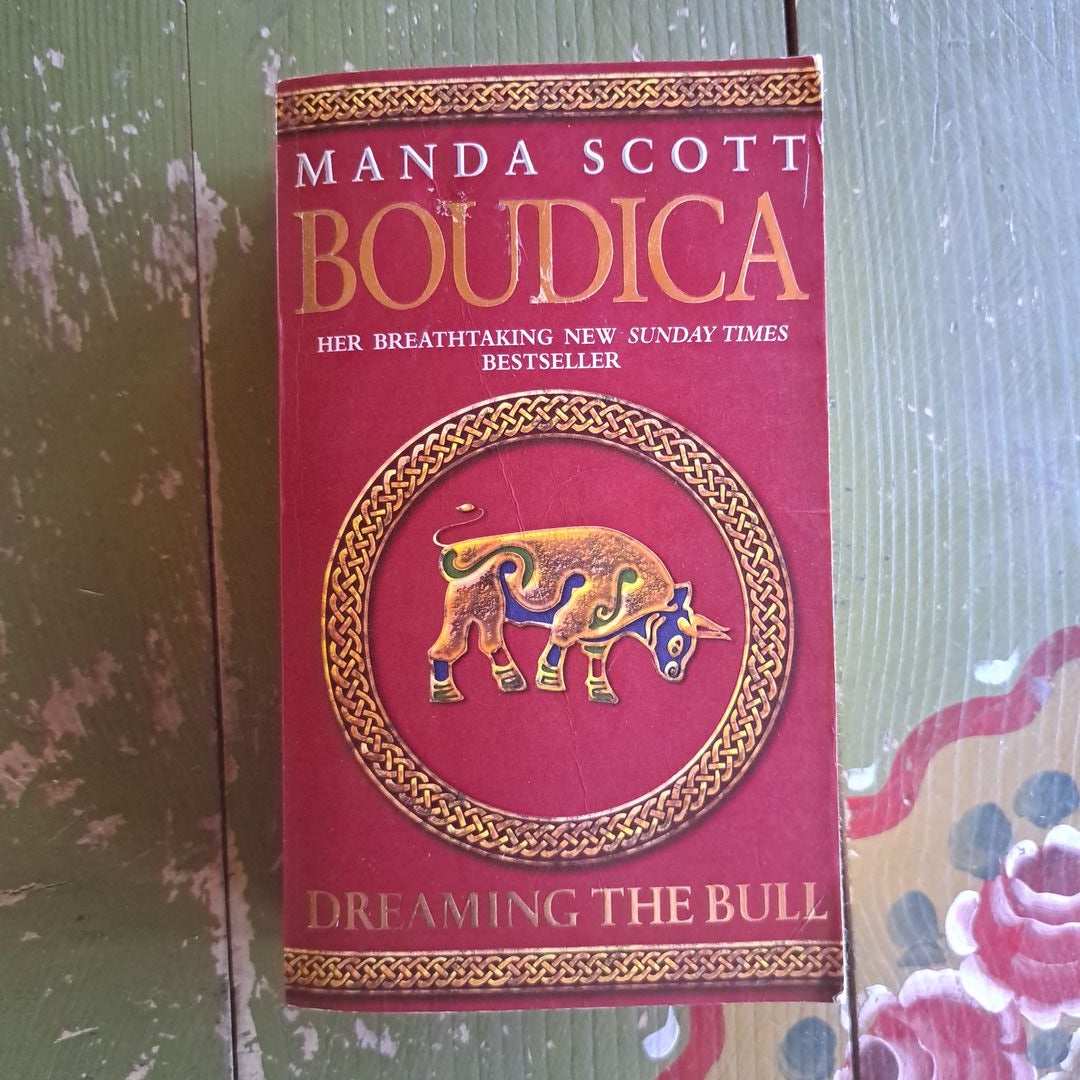 MANDA SCOTT
BOUDICA
HER BREATHTAKING NEW SUNDAY TIMES
BESTSELLER
DREAMING THE BULL